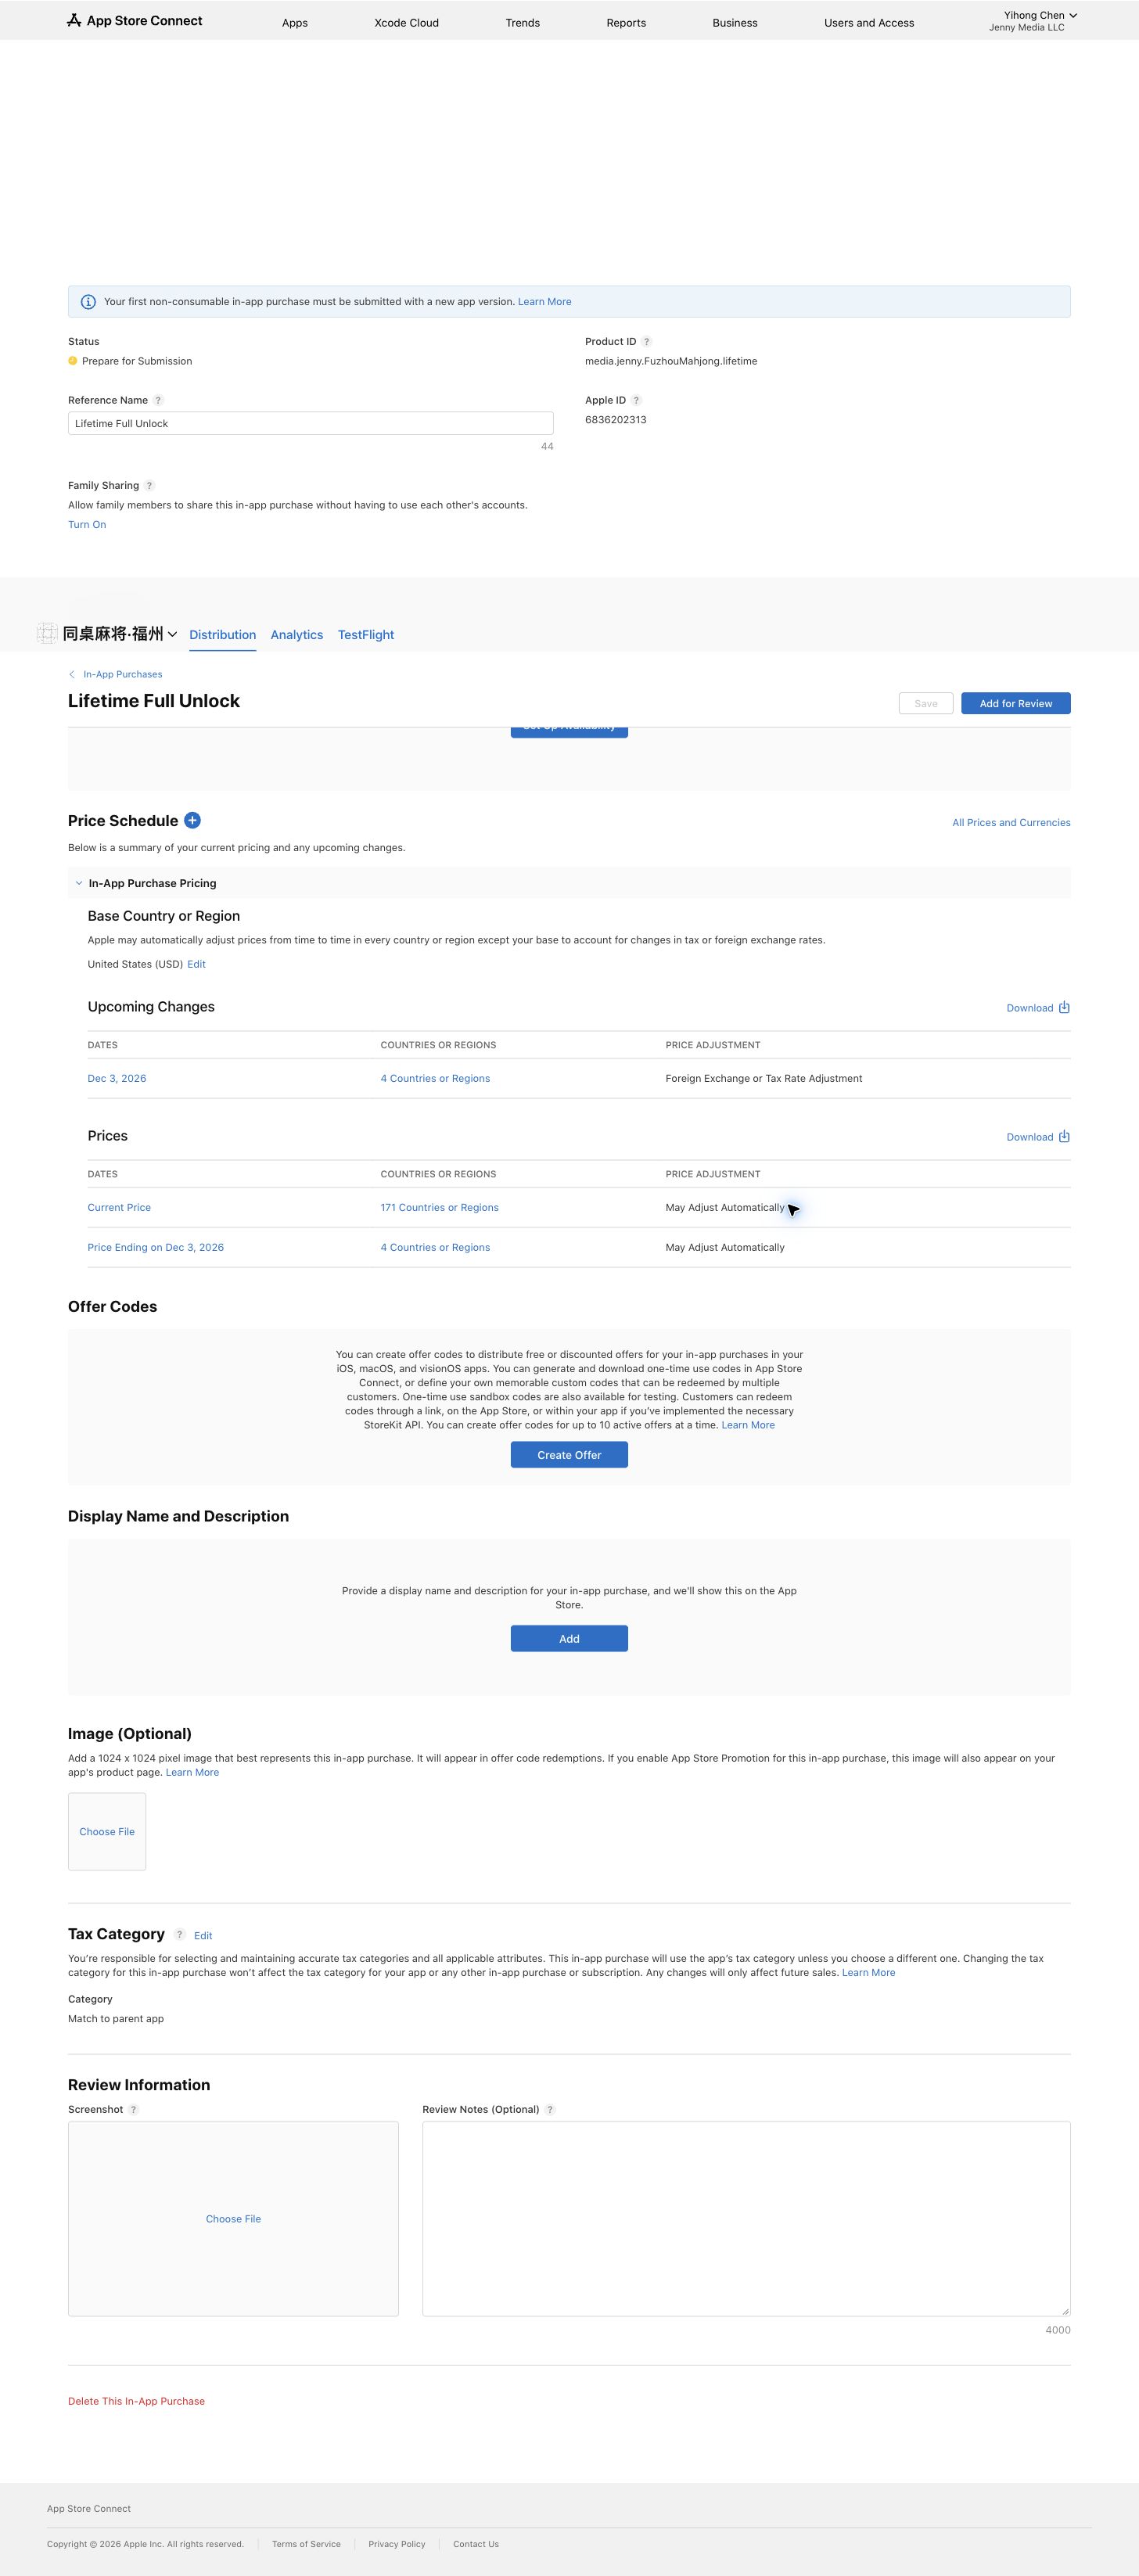 App Store Connect
Apps
Xcode Cloud
Trends
Reports
Business
Users and Access
Yihong Chen
Jenny Media LLC
Your first non-consumable in-app purchase must be submitted with a new app version. Learn More
Status
Prepare for Submission
Product ID ?
media.jenny.FuzhouMahjong.lifetime
Reference Name ?
Lifetime Full Unlock
44
Apple ID ?
6836202313
Family Sharing ?
Allow family members to share this in-app purchase without having to use each other's accounts.
Turn On
同桌麻将·福州
Distribution
Analytics
TestFlight
In-App Purchases
Lifetime Full Unlock
Save
Add for Review
Set Up Availability
Price Schedule
All Prices and Currencies
Below is a summary of your current pricing and any upcoming changes.
In-App Purchase Pricing
Base Country or Region
Apple may automatically adjust prices from time to time in every country or region except your base to account for changes in tax or foreign exchange rates.
United States (USD) Edit
Upcoming Changes
Download
DATES
COUNTRIES OR REGIONS
PRICE ADJUSTMENT
Dec 3, 2026
4 Countries or Regions
Foreign Exchange or Tax Rate Adjustment
Prices
Download
DATES
COUNTRIES OR REGIONS
PRICE ADJUSTMENT
Current Price
171 Countries or Regions
May Adjust Automatically
Price Ending on Dec 3, 2026
4 Countries or Regions
May Adjust Automatically
Offer Codes
You can create offer codes to distribute free or discounted offers for your in-app purchases in your
iOS, macOS, and visionOS apps. You can generate and download one-time use codes in App Store
Connect, or define your own memorable custom codes that can be redeemed by multiple
customers. One-time use sandbox codes are also available for testing. Customers can redeem
codes through a link, on the App Store, or within your app if you've implemented the necessary
StoreKit API. You can create offer codes for up to 10 active offers at a time. Learn More
Create Offer
Display Name and Description
Provide a display name and description for your in-app purchase, and we'll show this on the App
Store.
Add
Image (Optional)
Add a 1024 x 1024 pixel image that best represents this in-app purchase. It will appear in offer code redemptions. If you enable App Store Promotion for this in-app purchase, this image will also appear on your
app's product page. Learn More
Choose File
Tax Category ? Edit
You're responsible for selecting and maintaining accurate tax categories and all applicable attributes. This in-app purchase will use the app's tax category unless you choose a different one. Changing the tax
category for this in-app purchase won't affect the tax category for your app or any other in-app purchase or subscription. Any changes will only affect future sales. Learn More
Category
Match to parent app
Review Information
Screenshot ?
Review Notes (Optional) ?
Choose File
4000
Delete This In-App Purchase
App Store Connect
Copyright © 2026 Apple Inc. All rights reserved.
Terms of Service
Privacy Policy
Contact Us